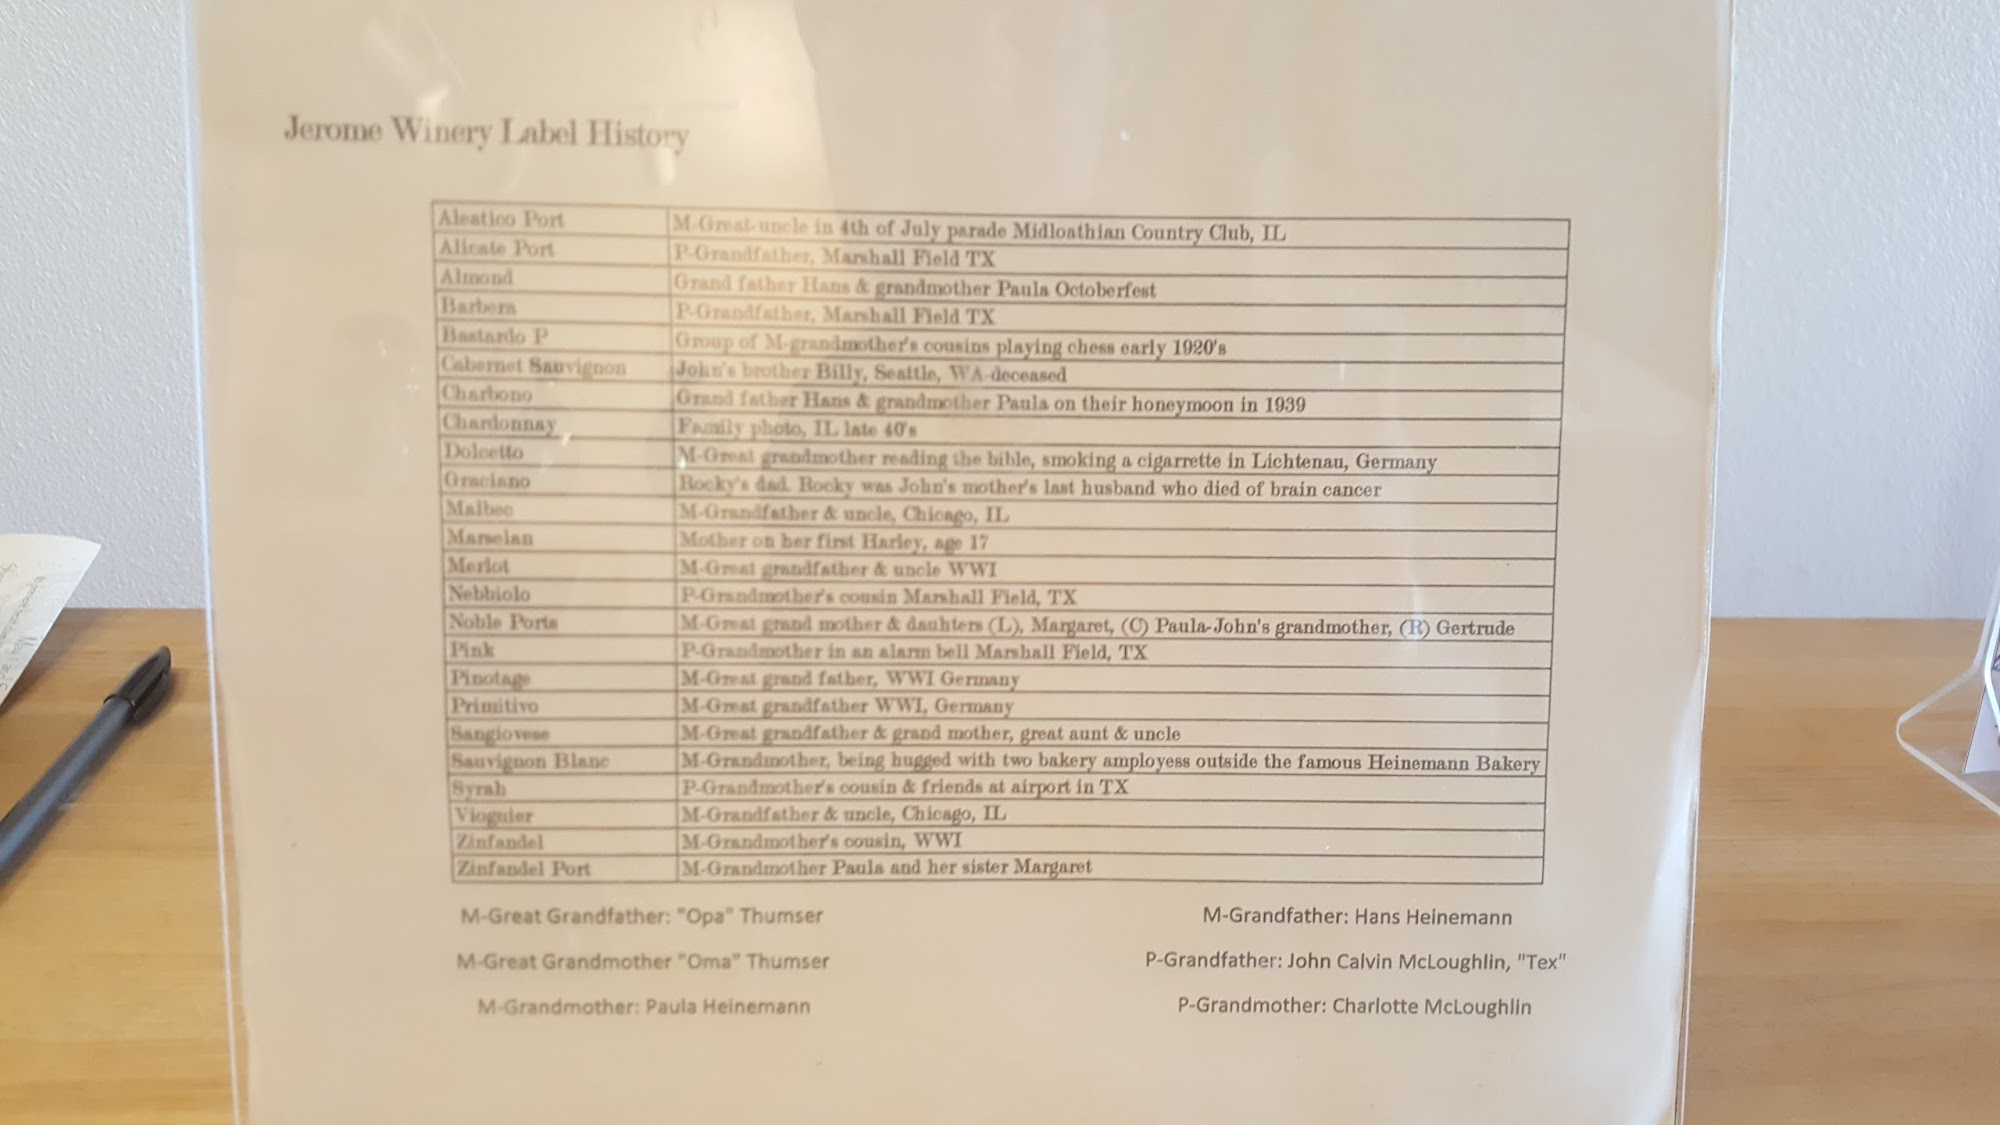 Jerome Winery Label History
Aleatico Port M-Great-uncle in 4th of July parade Midloathian Country Club, IL
Alicate Port P-Grandfather, Marshall Field TX
Almond Grand father Hans & grandmother Paula Octoberfest
Barbera P-Grandfather, Marshall Field TX
Bastardo P Group of M-grandmother's cousins playing chess early 1920's
Cabernet Sauvignon John's brother Billy, Seattle, WA-deceased
Charbono Grand father Hans & grandmother Paula on their honeymoon in 1939
Chardonnay Family photo, IL late 40's
Dolcetto M-Great grandmother reading the bible, smoking a cigarrette in Lichtenau, Germany
Graciano Rocky's dad. Rocky was John's mother's last husband who died of brain cancer
Malbec M-Grandfather & uncle, Chicago, IL
Marselan Mother on her first Harley, age 17
Merlot M-Great grandfather & uncle WWI
Nebbiolo P-Grandmother's cousin Marshall Field, TX
Noble Ports M-Great grand mother & dauhters (L), Margaret, (C) Paula-John's grandmother, (R) Gertrude
Pink P-Grandmother in an alarm bell Marshall Field, TX
Pinotage M-Great grand father, WWI Germany
Primitivo M-Great grandfather WWI, Germany
Sangiovese M-Great grandfather & grand mother, great aunt & uncle
Sauvignon Blanc M-Grandmother, being hugged with two bakery amployess outside the famous Heinemann Bakery
Syrah P-Grandmother's cousin & friends at airport in TX
Viognier M-Grandfather & uncle, Chicago, IL
Zinfandel M-Grandmother's cousin, WWI
Zinfandel Port M-Grandmother Paula and her sister Margaret
M-Great Grandfather: "Opa" Thumser M-Grandfather: Hans Heinemann
M-Great Grandmother "Oma" Thumser P-Grandfather: John Calvin McLoughlin, "Tex"
M-Grandmother: Paula Heinemann P-Grandmother: Charlotte McLoughlin